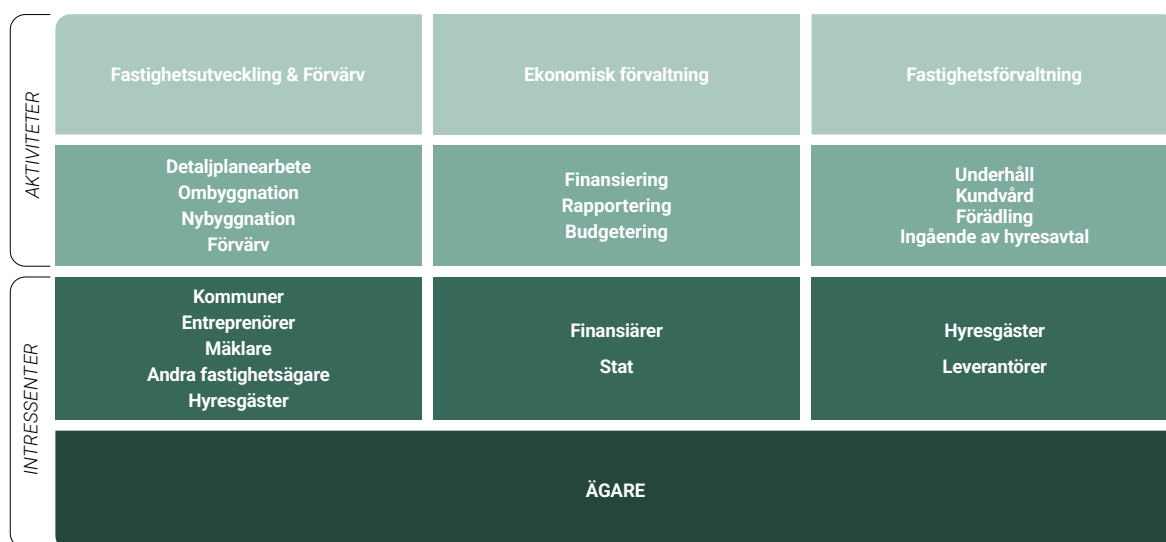 AKTIVITETER
Fastighetsutveckling & Förvärv
Ekonomisk förvaltning
Fastighetsförvaltning
Detaljplanearbete
Ombyggnation
Nybyggnation
Förvärv
Finansiering
Rapportering
Budgetering
Underhåll
Kundvård
Förädling
Ingående av hyresavtal
INTRESSENTER
Kommuner
Entreprenörer
Mäklare
Andra fastighetsägare
Hyresgäster
Finansiärer
Stat
Hyresgäster
Leverantörer
ÄGARE